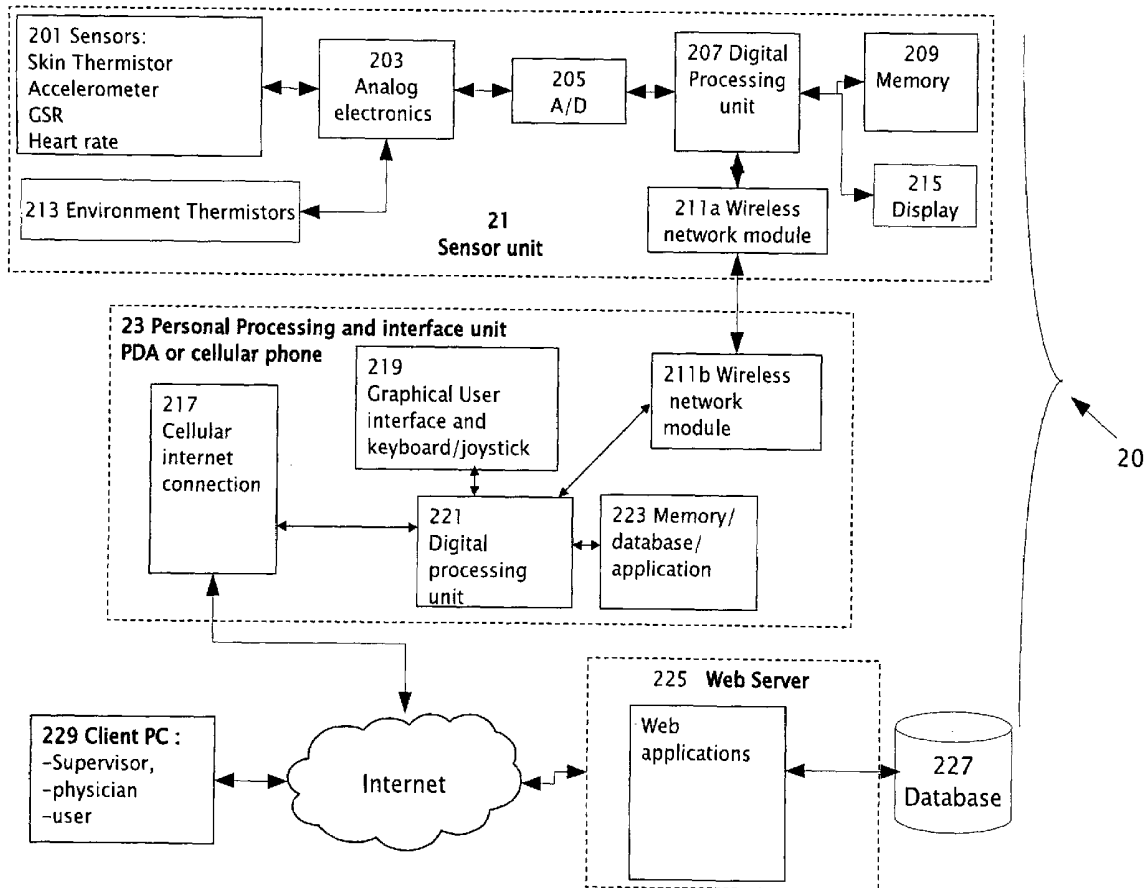 201 Sensors:
Skin Thermistor
Accelerometer
GSR
Heart rate
203
Analog
electronics
205
A/D
207 Digital
Processing
unit
209
Memory
213 Environment Thermistors
21
Sensor unit
211a Wireless
network module
215
Display
23 Personal Processing and interface unit
PDA or cellular phone
217
Cellular
internet
connection
219
Graphical User
interface and
keyboard/joystick
211b Wireless
network
module
221
Digital
processing
unit
223 Memory/
database/
application
20
229 Client PC :
-Supervisor,
-physician
-user
Internet
225 Web Server
Web
applications
227
Database